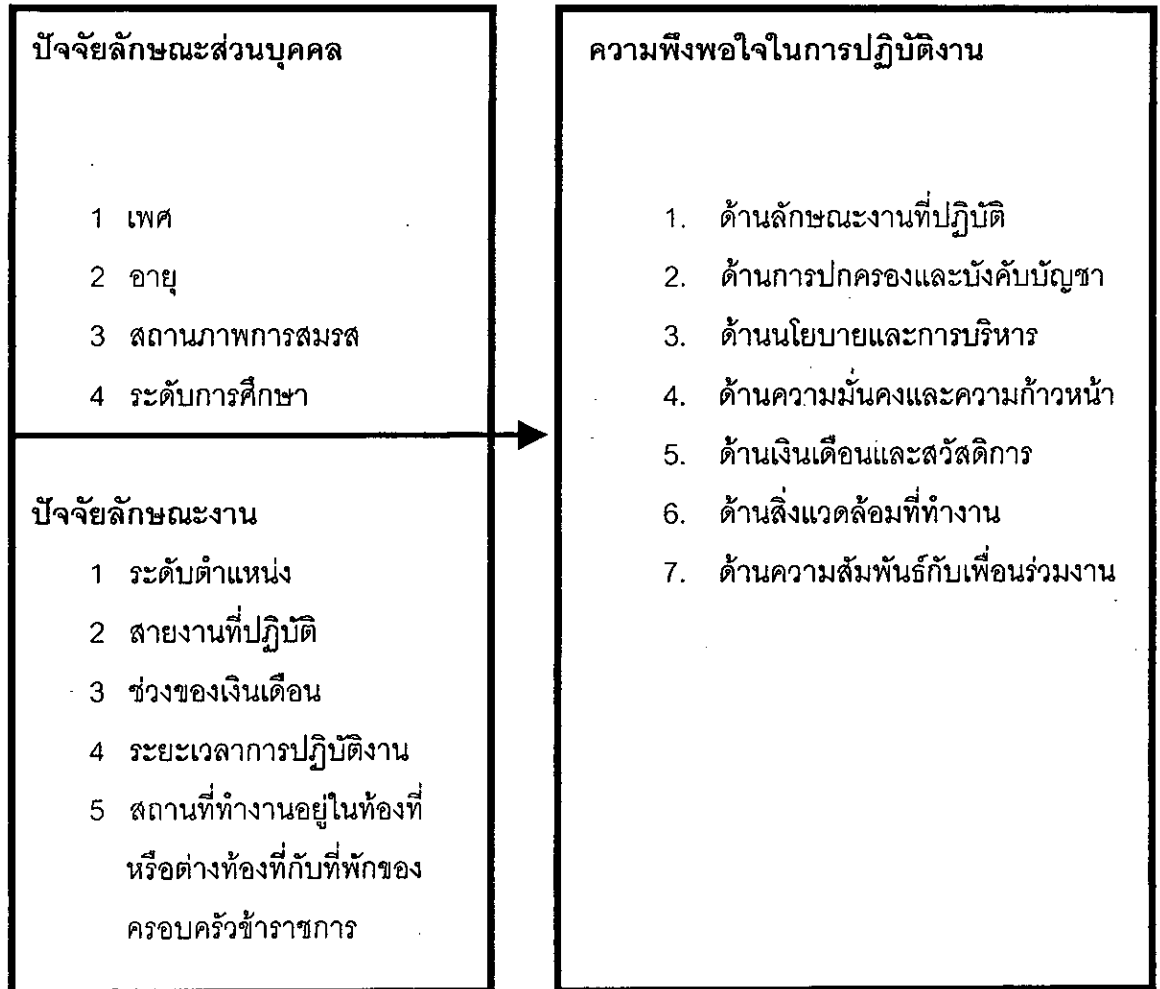 ปัจจัยลักษณะส่วนบุคคล
1 เพศ
2 อายุ
3 สถานภาพการสมรส
4 ระดับการศึกษา
ปัจจัยลักษณะงาน
1 ระดับตำแหน่ง
2 สายงานที่ปฏิบัติ
3 ช่วงของเงินเดือน
4 ระยะเวลาการปฏิบัติงาน
5 สถานที่ทำงานอยู่ในท้องที่
หรือต่างท้องที่กับที่พักของ
ครอบครัวข้าราชการ
ความพึงพอใจในการปฏิบัติงาน
1. ด้านลักษณะงานที่ปฏิบัติ
2. ด้านการปกครองและบังคับบัญชา
3. ด้านนโยบายและการบริหาร
4. ด้านความมั่นคงและความก้าวหน้า
5. ด้านเงินเดือนและสวัสดิการ
6. ด้านสิ่งแวดล้อมที่ทำงาน
7. ด้านความสัมพันธ์กับเพื่อนร่วมงาน